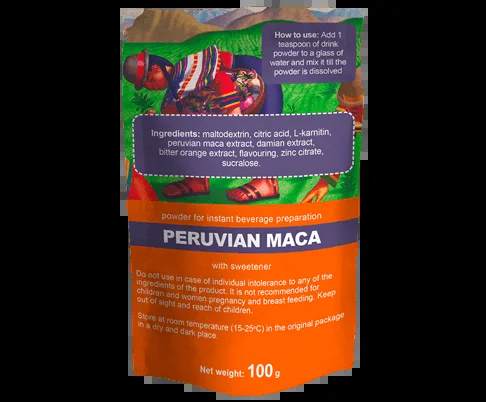 How to use: Add 1
teaspoon of drink
powder to a glass of
water and mix it till the
powder is dissolved
Ingredients: maltodextrin, citric acid, L-karnitin,
peruvian maca extract, damian extract,
bitter orange extract, flavouring, zinc citrate,
sucralose.
powder for instant beverage preparation
PERUVIAN MACA
with sweetener
Do not use in case of individual intolerance to any of the
ingredients of the product. It is not recommended for
children and women pregnancy and breast feeding. Keep
out of sight and reach of children.
Store at room temperature (15-25°C) in the original package
in a dry and dark place.
Net weight: 100 g